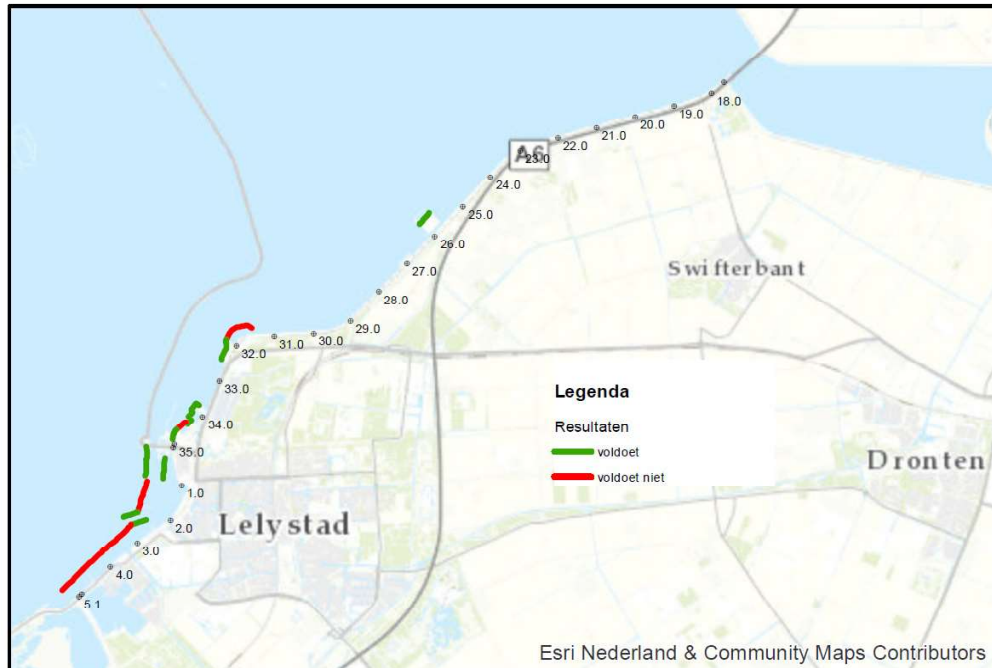 18.0
19.0
20.0
21.0
22.0
A6
23.0
24.0
25.0
26.0
27.0
28.0
29.0
30.0
31.0
32.0
33.0
34.0
35.0
1.0
2.0
3.0
4.0
5.1
Swifterbant
Dronten
Lelystad
Legenda
Resultaten
voldoet
voldoet niet
Esri Nederland & Community Maps Contributors